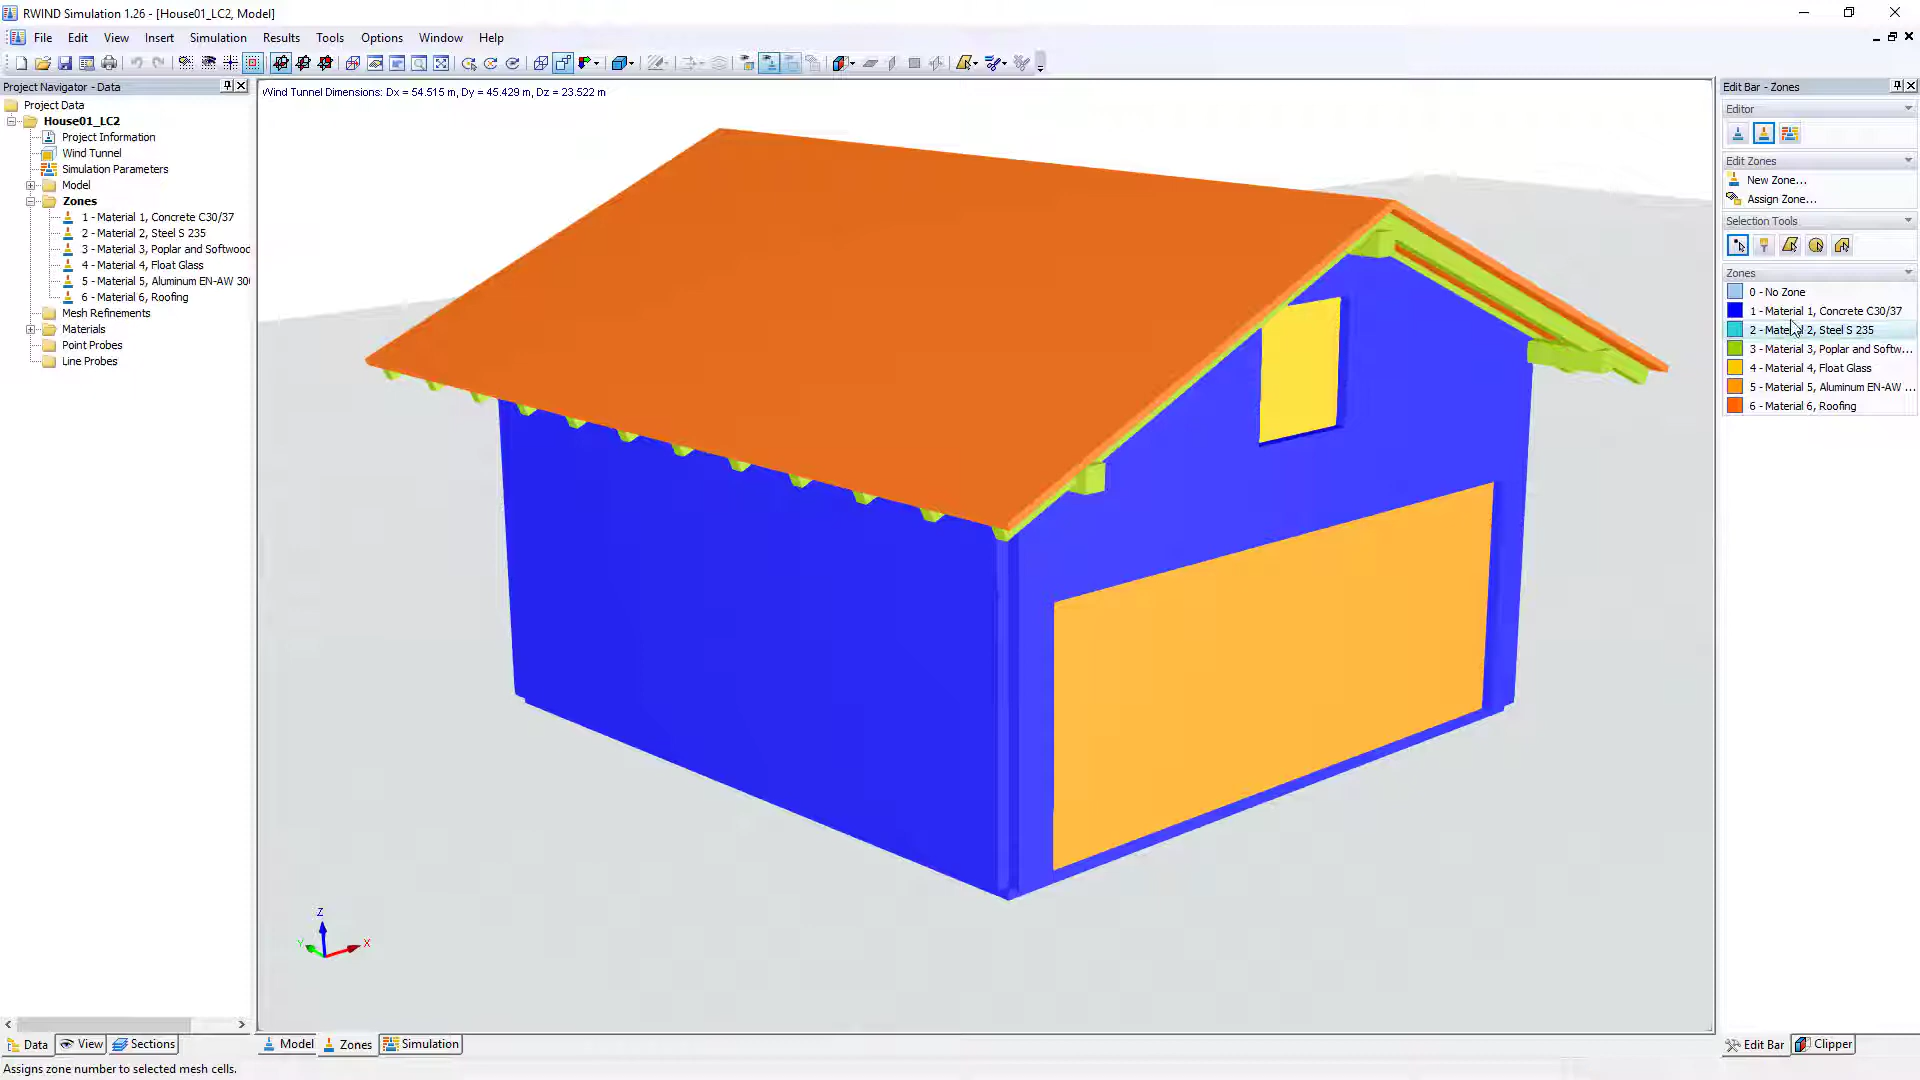 RWIND Simulation 1.26 - [House01_LC2, Model]
File Edit View Insert Simulation Results Tools Options Window Help
Project Navigator - Data
Project Data
House01_LC2
Project Information
Wind Tunnel
Simulation Parameters
Model
Zones
1 - Material 1, Concrete C30/37
2 - Material 2, Steel S 235
3 - Material 3, Poplar and Softwood
4 - Material 4, Float Glass
5 - Material 5, Aluminum EN-AW 300
6 - Material 6, Roofing
Mesh Refinements
Materials
Point Probes
Line Probes
Data View Sections
Wind Tunnel Dimensions: Dx = 54.515 m, Dy = 45.429 m, Dz = 23.522 m
Z
Y X
Model Zones Simulation
Edit Bar - Zones
Editor
Edit Zones
New Zone...
Assign Zone...
Selection Tools
Zones
0 - No Zone
1 - Material 1, Concrete C30/37
2 - Material 2, Steel S 235
3 - Material 3, Poplar and Softw...
4 - Material 4, Float Glass
5 - Material 5, Aluminum EN-AW ...
6 - Material 6, Roofing
Edit Bar Clipper
Assigns zone number to selected mesh cells.